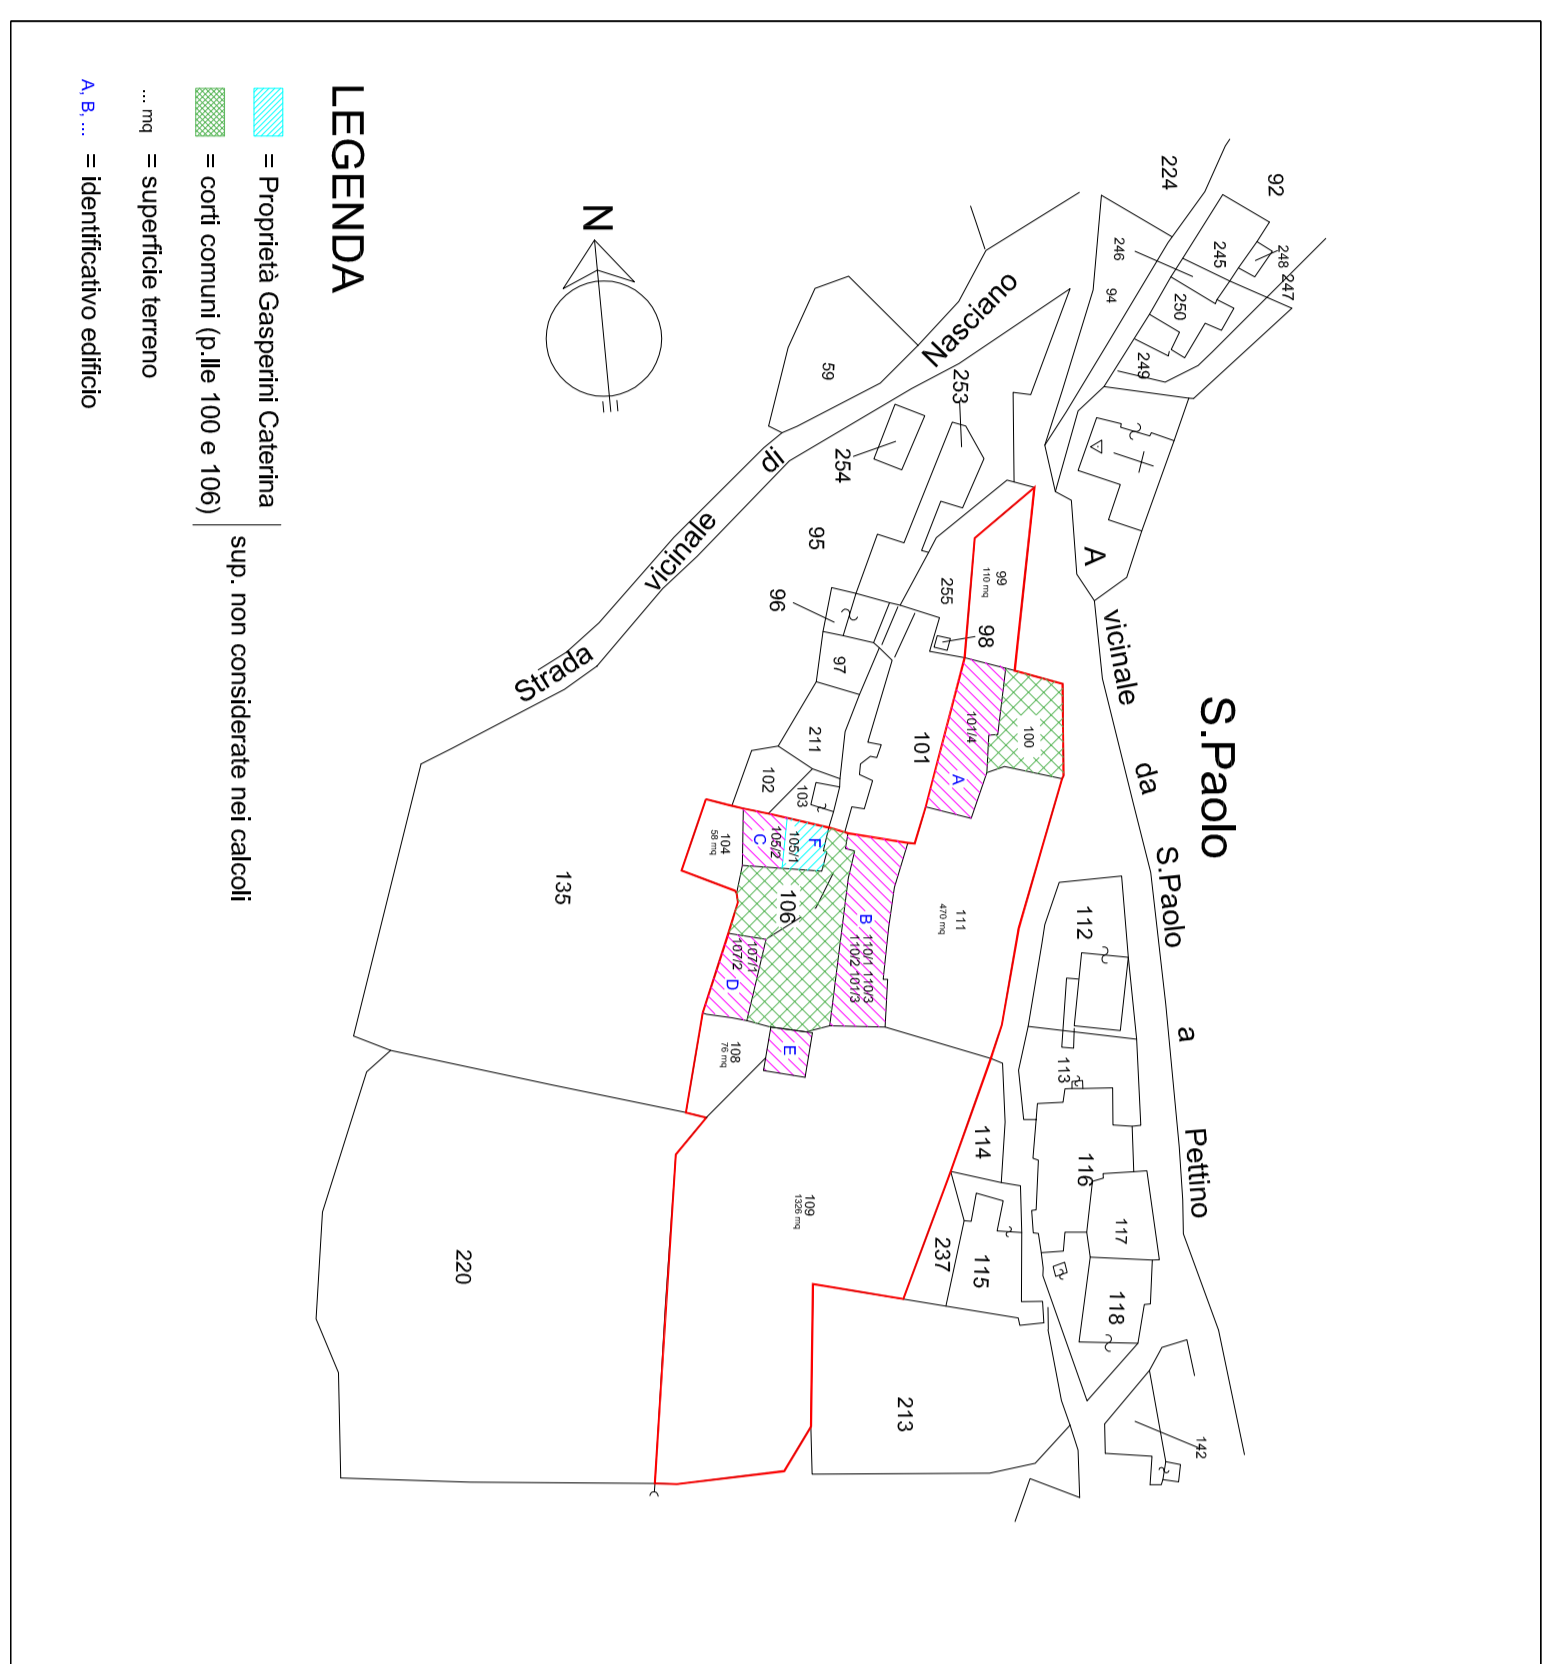 S.Paolo
A vicinale da S.Paolo a Pettino
Strada vicinale di Nasciano
N
92
224
245
246
247
248
249
250
94
59
253
254
95
96
97
98
99
110 mq
255
100
101
101/4
A
211
102
103
104
58 mq
105/1
105/2
C
F
106
107/1
107/2
D
108
76 mq
E
B
110/1 110/3
110/2 101/3
111
470 mq
109
1326 mq
112
113
114
115
116
117
118
237
213
142
135
220
LEGENDA
= Proprietà Gasperini Caterina
= corti comuni (p.lle 100 e 106)
sup. non considerate nei calcoli
... mq = superficie terreno
A, B, ... = identificativo edificio